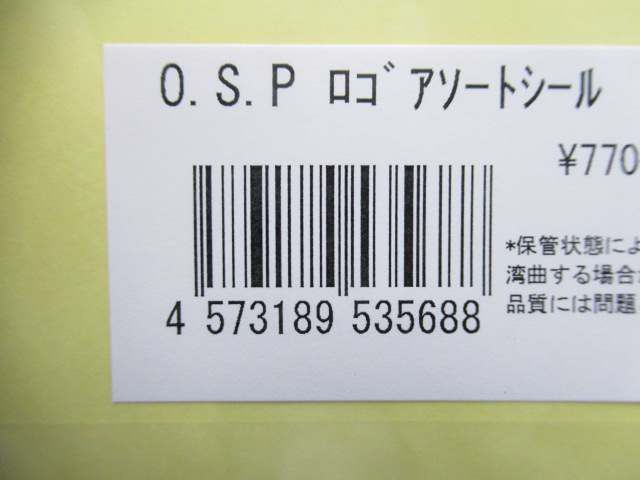 O.S.P ﾛｺﾞｱｿｰﾄｼｰﾙ
¥770
*保管状態によ
湾曲する場合が
品質には問題
4 573189 535688